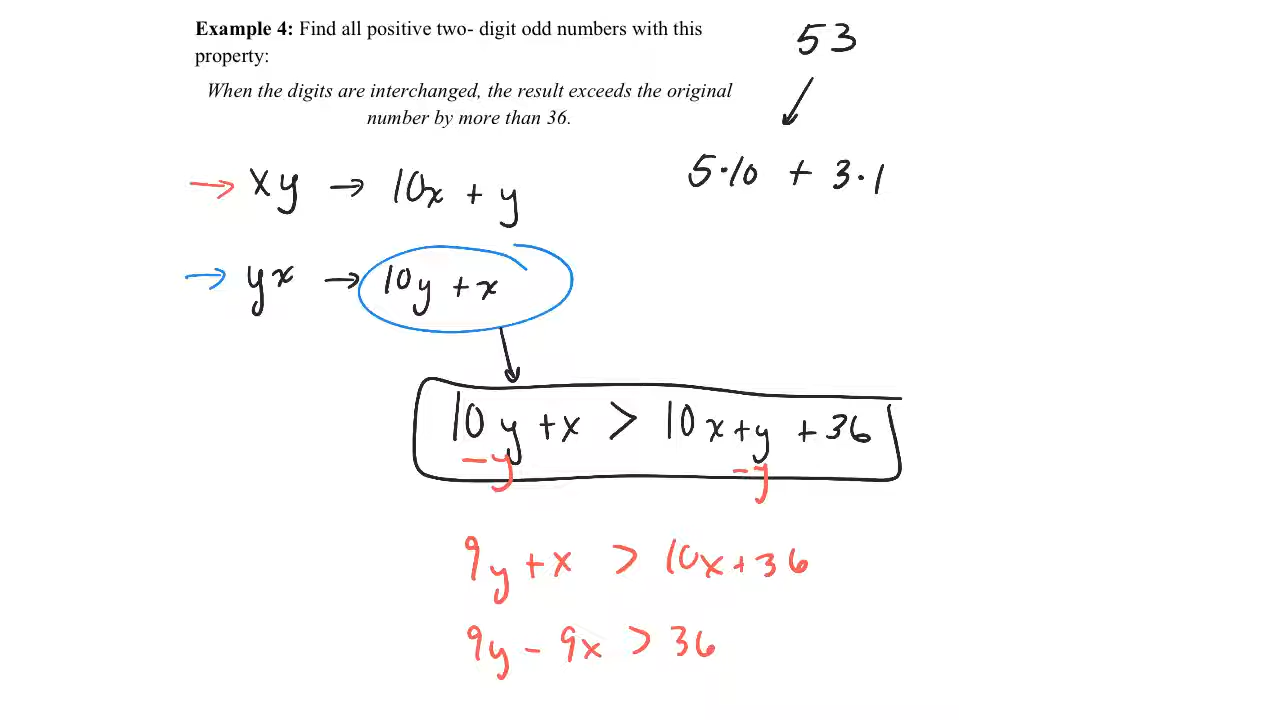 Example 4: Find all positive two- digit odd numbers with this
property:
When the digits are interchanged, the result exceeds the original
number by more than 36.
53
5·10 + 3·1
→ xy → 10x + y
→ yx → 10y + x
10y + x > 10x + y + 36
-y -y
9y + x > 10x + 36
9y - 9x > 36